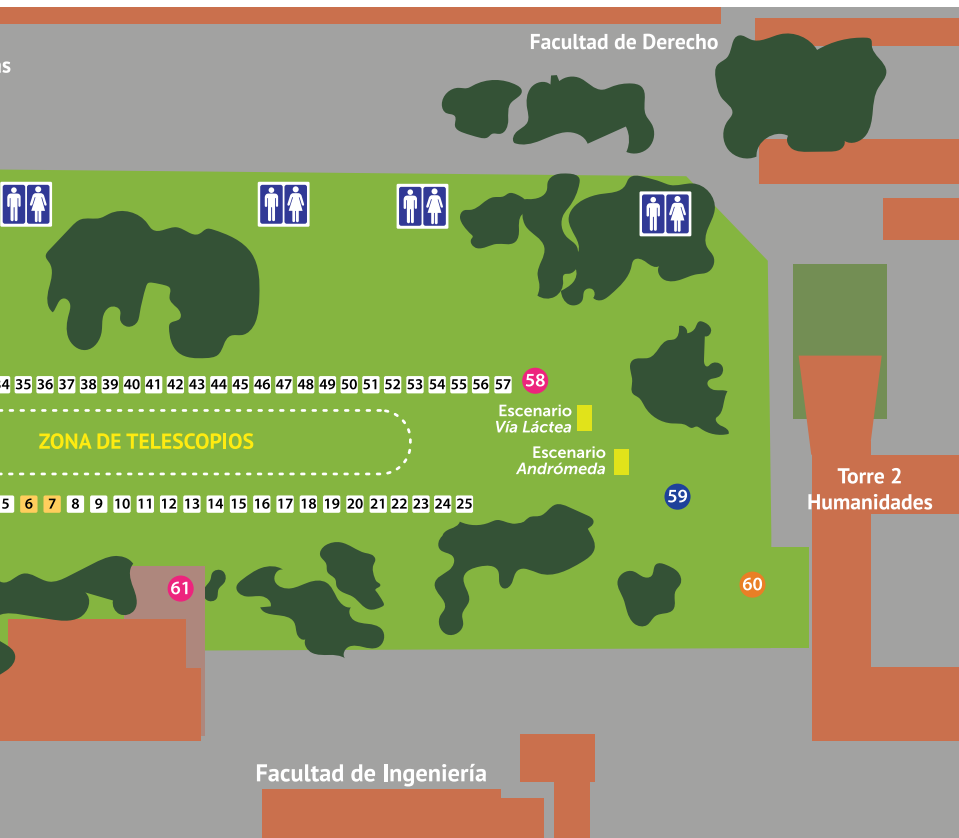 Facultad de Derecho
as
34 35 36 37 38 39 40 41 42 43 44 45 46 47 48 49 50 51 52 53 54 55 56 57 58
Escenario
Vía Láctea
ZONA DE TELESCOPIOS
Escenario
Andrómeda
Torre 2
Humanidades
59
5 6 7 8 9 10 11 12 13 14 15 16 17 18 19 20 21 22 23 24 25
60
61
Facultad de Ingeniería